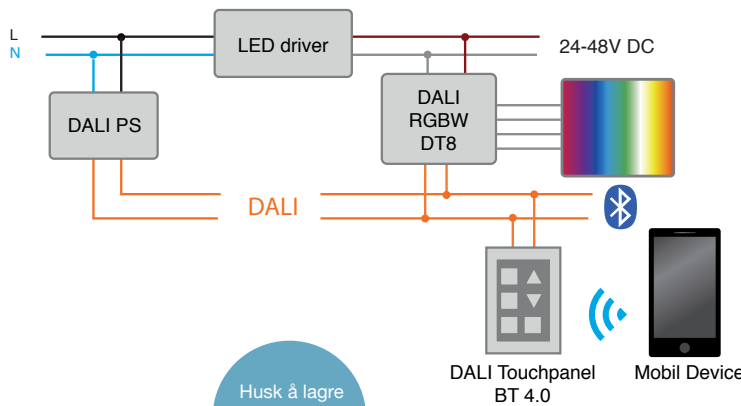 L
N
LED driver
24-48V DC
DALI PS
DALI
RGBW
DT8
DALI
DALI Touchpanel
BT 4.0
Mobil Device
Husk å lagre